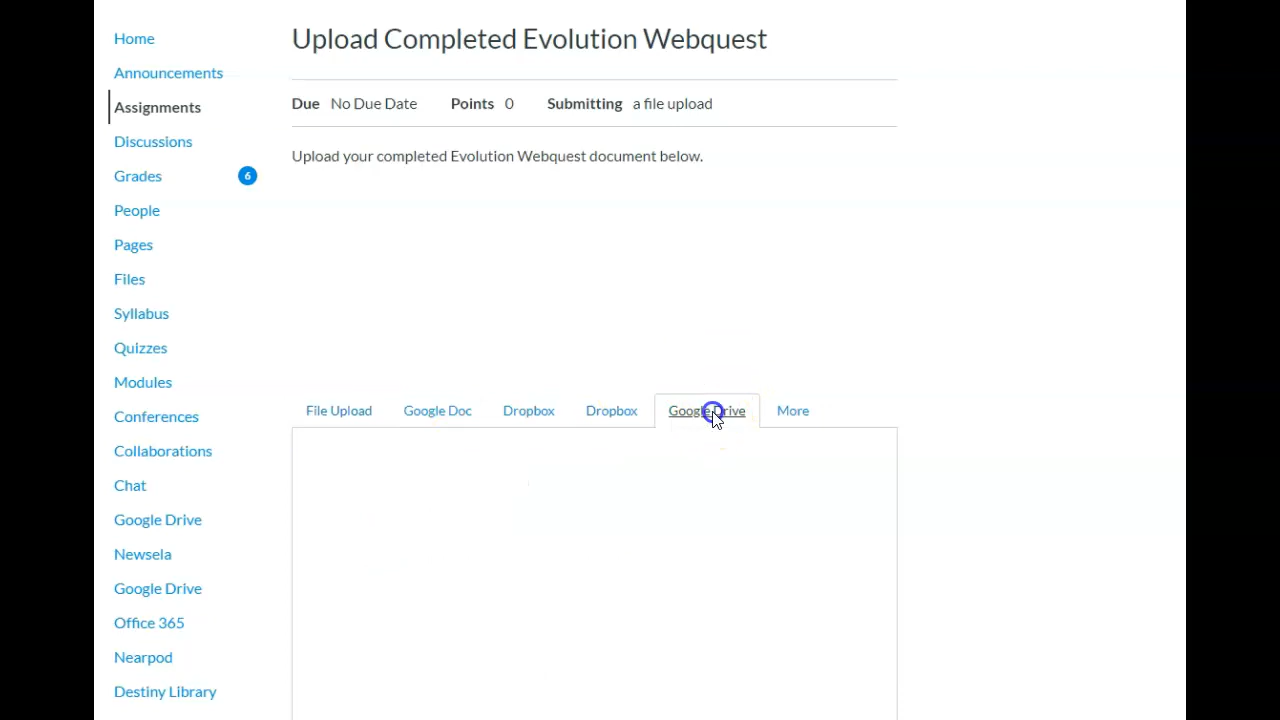 Home
Announcements
Assignments
Discussions
Grades 6
People
Pages
Files
Syllabus
Quizzes
Modules
Conferences
Collaborations
Chat
Google Drive
Newsela
Google Drive
Office 365
Nearpod
Destiny Library
Upload Completed Evolution Webquest
Due No Due Date Points 0 Submitting a file upload
Upload your completed Evolution Webquest document below.
File Upload Google Doc Dropbox Dropbox Google Drive More